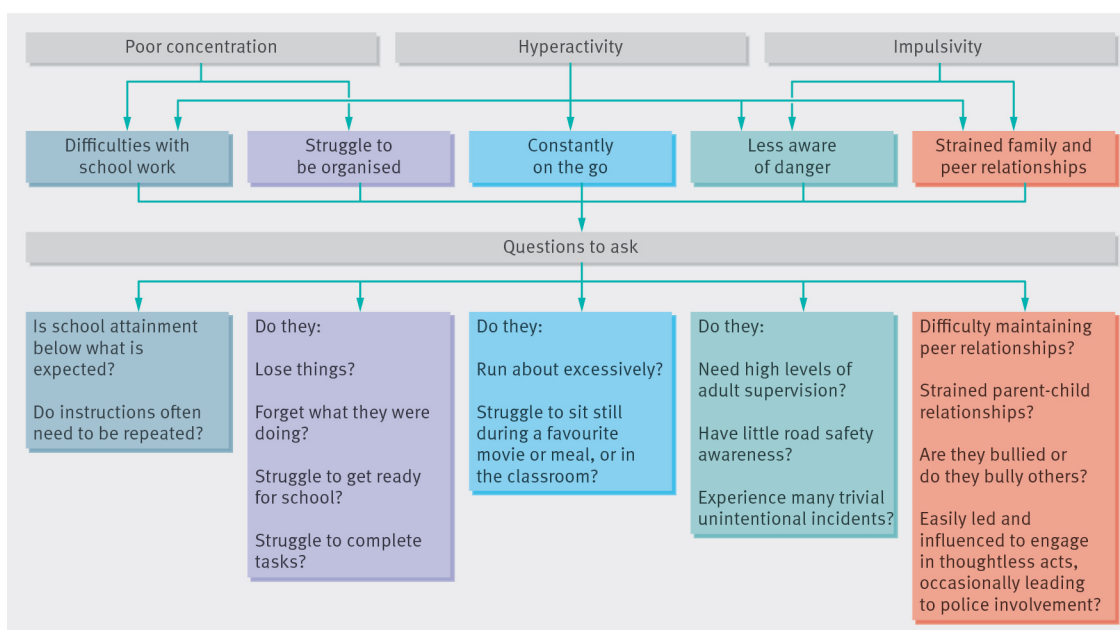 Poor concentration
Hyperactivity
Impulsivity
Difficulties with
school work
Struggle to
be organised
Constantly
on the go
Less aware
of danger
Strained family and
peer relationships
Questions to ask
Is school attainment
below what is
expected?
Do instructions often
need to be repeated?
Do they:
Lose things?
Forget what they were
doing?
Struggle to get ready
for school?
Struggle to complete
tasks?
Do they:
Run about excessively?
Struggle to sit still
during a favourite
movie or meal, or in
the classroom?
Do they:
Need high levels of
adult supervision?
Have little road safety
awareness?
Experience many trivial
unintentional incidents?
Difficulty maintaining
peer relationships?
Strained parent-child
relationships?
Are they bullied or
do they bully others?
Easily led and
influenced to engage
in thoughtless acts,
occasionally leading
to police involvement?